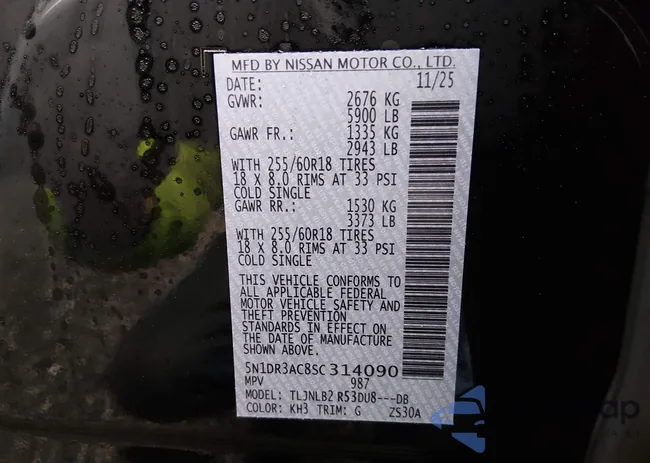 MFD BY NISSAN MOTOR CO., LTD.
DATE: 11/25
GVWR: 2676 KG
5900 LB
GAWR FR.: 1335 KG
2943 LB
WITH 255/60R18 TIRES
18 X 8.0 RIMS AT 33 PSI
COLD SINGLE
GAWR RR.: 1530 KG
3373 LB
WITH 255/60R18 TIRES
18 X 8.0 RIMS AT 33 PSI
COLD SINGLE
THIS VEHICLE CONFORMS TO
ALL APPLICABLE FEDERAL
MOTOR VEHICLE SAFETY AND
THEFT PREVENTION
STANDARDS IN EFFECT ON
THE DATE OF MANUFACTURE
SHOWN ABOVE.
5N1DR3AC8SC314090
MPV 987
MODEL: TLJNLB2 R53DU8---DB
COLOR: KH3 TRIM: G ZS30A